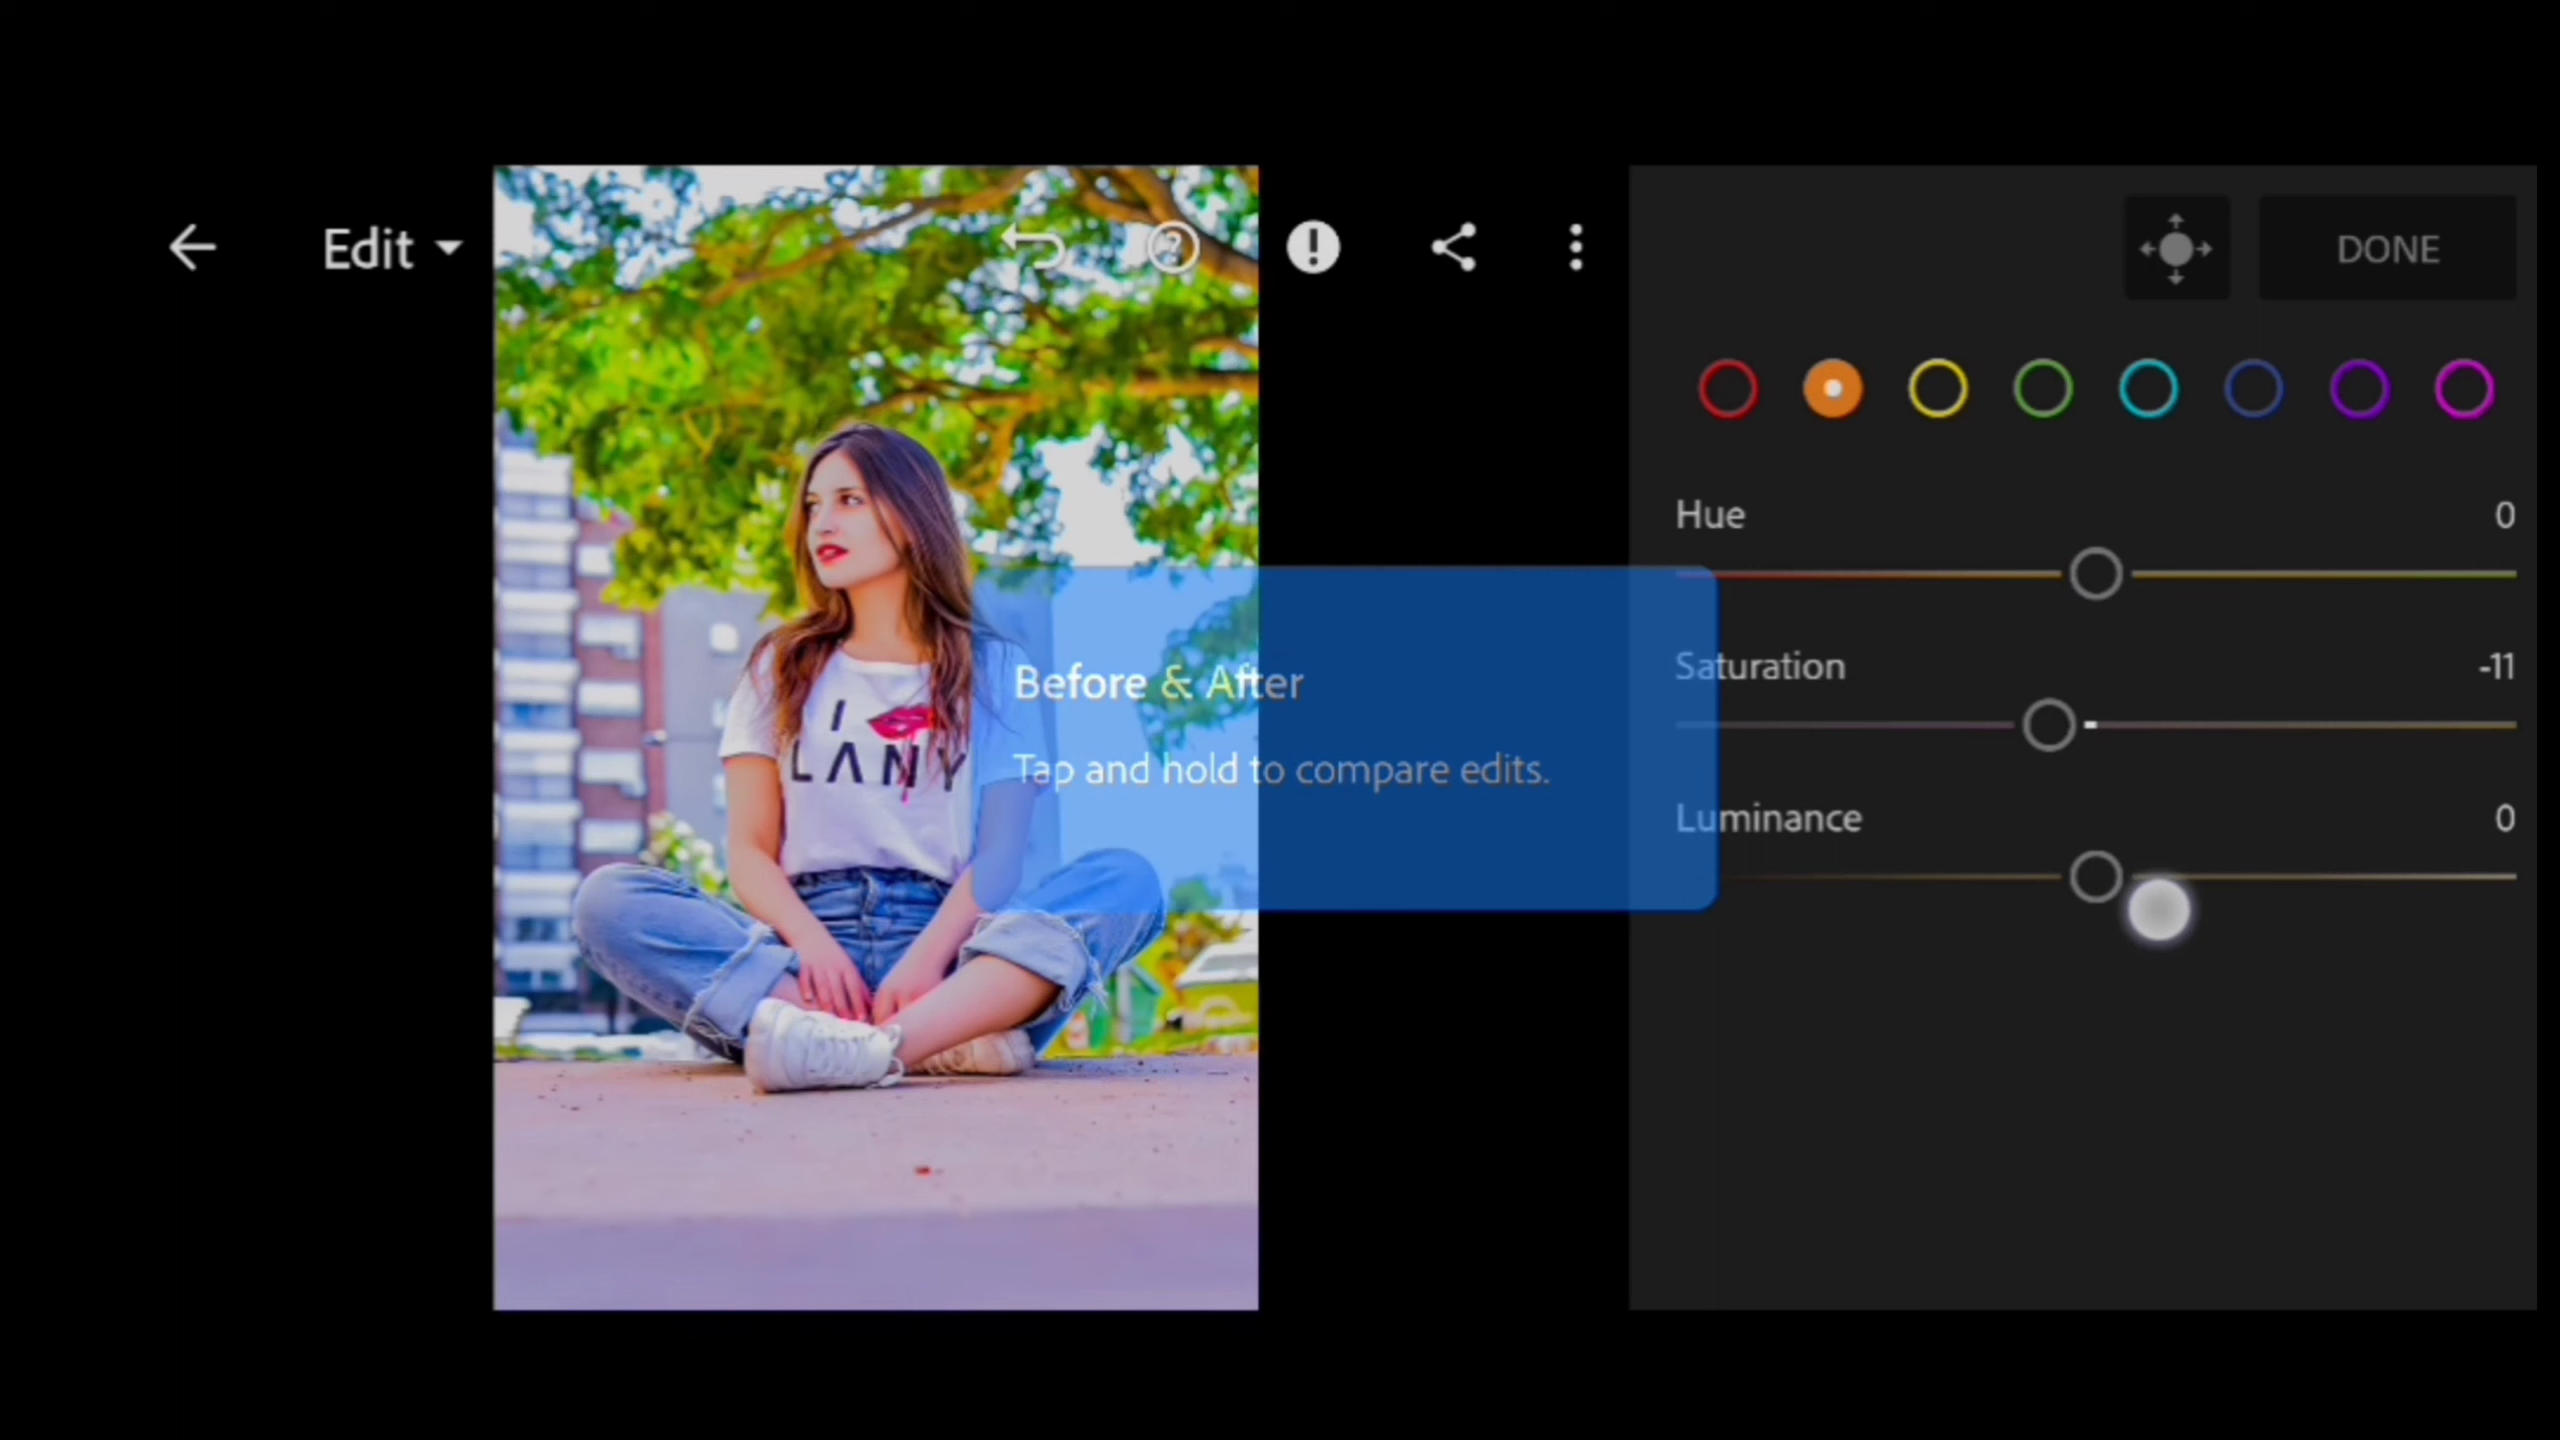 Edit
DONE
Hue 0
Saturation -11
Luminance 0
Before & After
Tap and hold to compare edits.
I
LANY